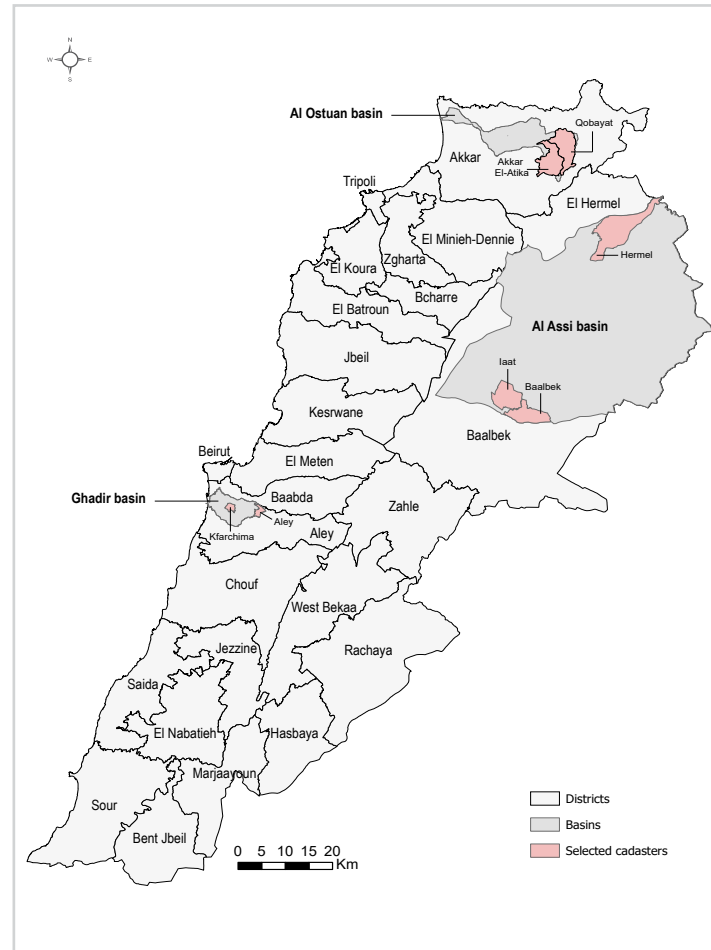 N
W E
S
Al Ostuan basin
Qobayat
Akkar
Akkar
El-Atika
Tripoli
El Hermel
El Minieh-Dennie
Zgharta
El Koura
Hermel
Bcharre
El Batroun
Al Assi basin
Jbeil
Iaat
Baalbek
Kesrwane
Baalbek
Beirut
El Meten
Ghadir basin
Baabda
Zahle
Aley
Kfarchima
Aley
Chouf
West Bekaa
Jezzine
Rachaya
Saida
El Nabatieh
Hasbaya
Marjaayoun
Sour
Bent Jbeil
Districts
Basins
Selected cadasters
0 5 10 15 20
Km